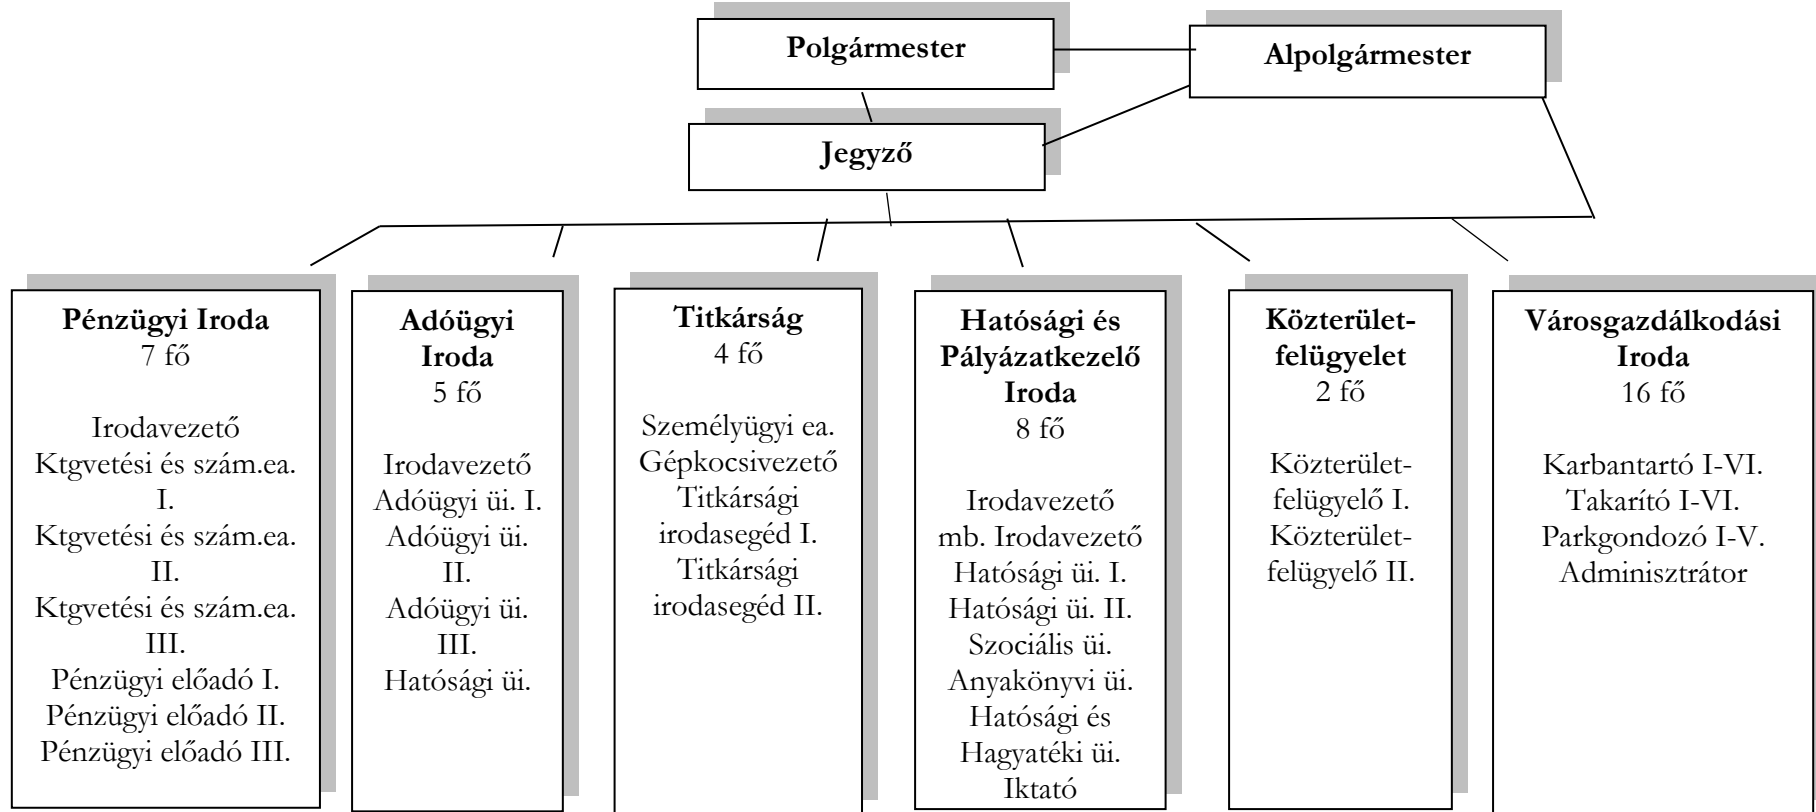 Polgármester
Alpolgármester
Jegyző
Pénzügyi Iroda
7 fő
Irodavezető
Ktgvetési és szám.ea.
I.
Ktgvetési és szám.ea.
II.
Ktgvetési és szám.ea.
III.
Pénzügyi előadó I.
Pénzügyi előadó II.
Pénzügyi előadó III.
Adóügyi
Iroda
5 fő
Irodavezető
Adóügyi üi. I.
Adóügyi üi.
II.
Adóügyi üi.
III.
Hatósági üi.
Titkárság
4 fő
Személyügyi ea.
Gépkocsivezető
Titkársági
irodasegéd I.
Titkársági
irodasegéd II.
Hatósági és
Pályázatkezelő
Iroda
8 fő
Irodavezető
mb. Irodavezető
Hatósági üi. I.
Hatósági üi. II.
Szociális üi.
Anyakönyvi üi.
Hatósági és
Hagyatéki üi.
Iktató
Közterület-
felügyelet
2 fő
Közterület-
felügyelő I.
Közterület-
felügyelő II.
Városgazdálkodási
Iroda
16 fő
Karbantartó I-VI.
Takarító I-VI.
Parkgondozó I-V.
Adminisztrátor